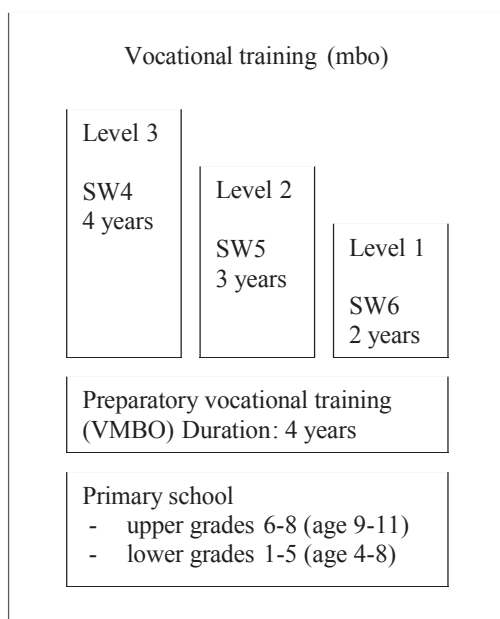 Vocational training (mbo)
Level 3
SW4
4 years
Level 2
SW5
3 years
Level 1
SW6
2 years
Preparatory vocational training
(VMBO) Duration: 4 years
Primary school
- upper grades 6-8 (age 9-11)
- lower grades 1-5 (age 4-8)